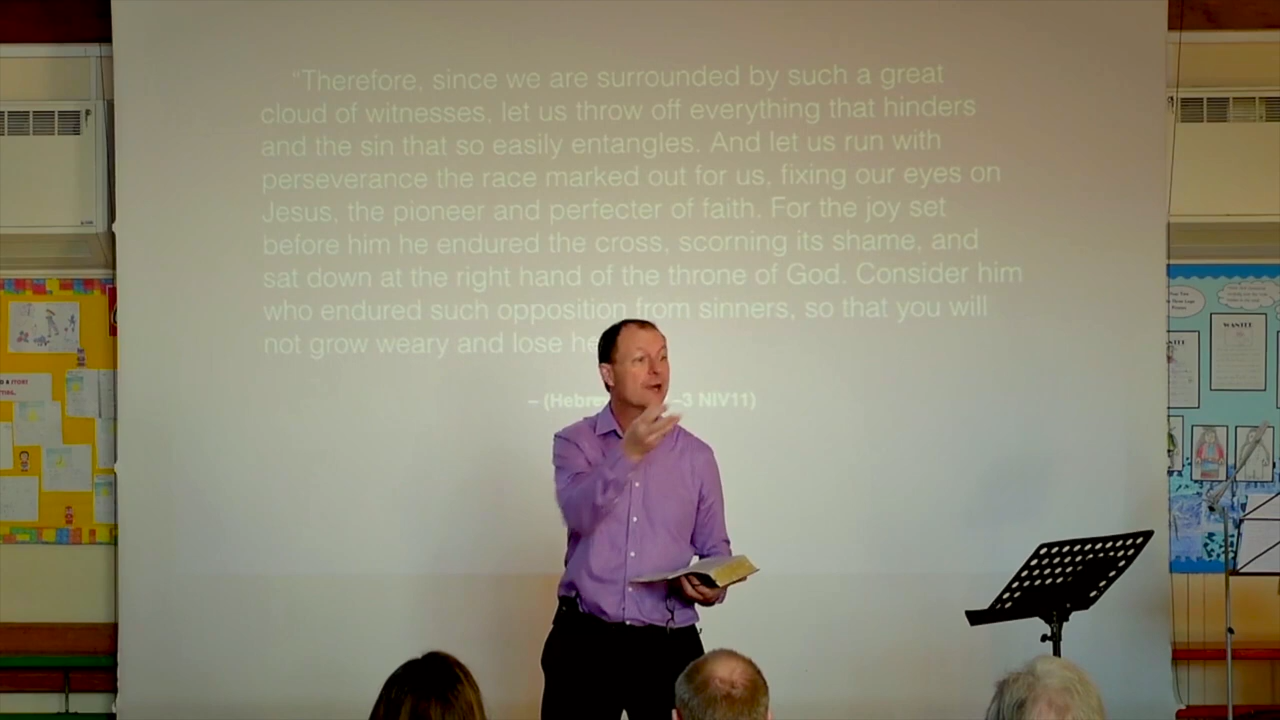 “Therefore, since we are surrounded by such a great
cloud of witnesses, let us throw off everything that hinders
and the sin that so easily entangles. And let us run with
perseverance the race marked out for us, fixing our eyes on
Jesus, the pioneer and perfecter of faith. For the joy set
before him he endured the cross, scorning its shame, and
sat down at the right hand of the throne of God. Consider him
who endured such opposition from sinners, so that you will
not grow weary and lose
–3 NIV11)
WANTED